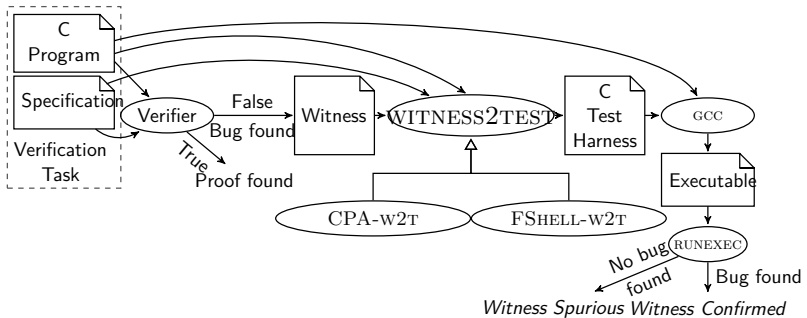 C
Program
Specification
Verification
Task
Verifier
False
Bug found
True
Proof found
Witness
WITNESS2TEST
CPA-W2T
FSHELL-W2T
C
Test
Harness
GCC
Executable
RUNEXEC
No bug
found
Bug found
Witness Spurious
Witness Confirmed